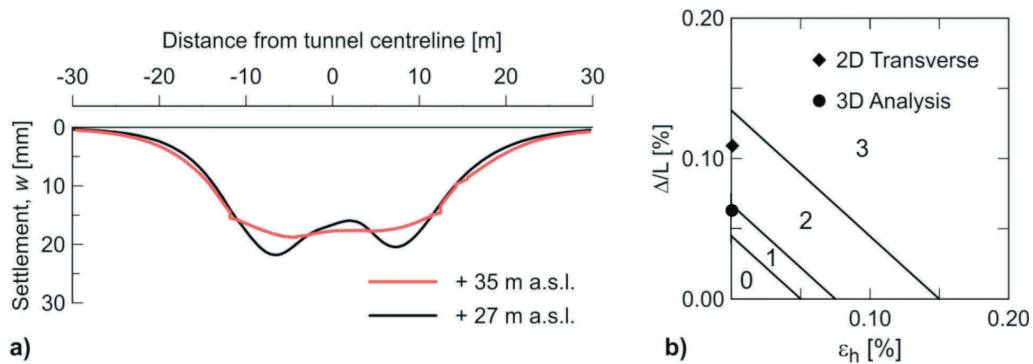 a)
Distance from tunnel centreline [m]
-30 -20 -10 0 10 20 30
Settlement, w [mm]
0
10
20
30
+ 35 m a.s.l.
+ 27 m a.s.l.
b)
Δ/L [%]
0.20
0.10
0.00
2D Transverse
3D Analysis
3
2
1
0
0.10 0.20
εh [%]